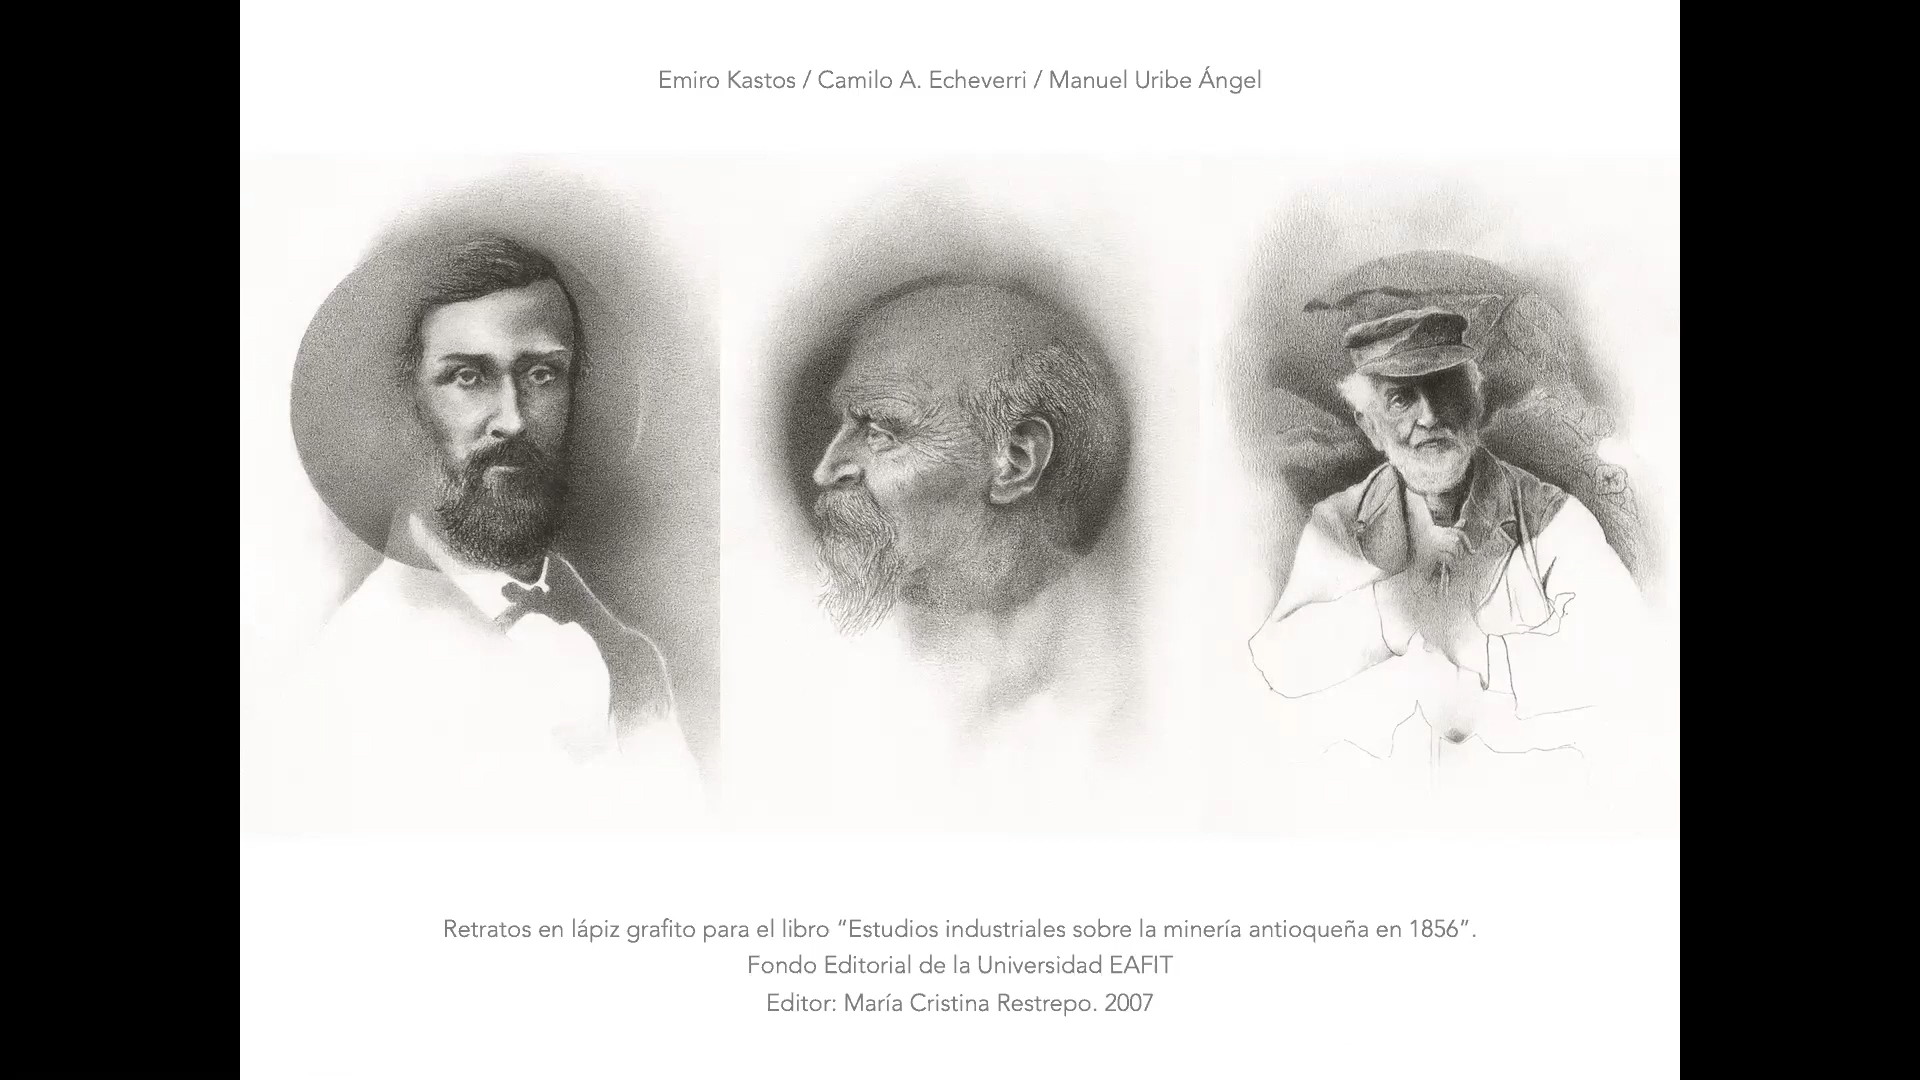 Emiro Kastos / Camilo A. Echeverri / Manuel Uribe Ángel
Retratos en lápiz grafito para el libro “Estudios industriales sobre la minería antioqueña en 1856”.
Fondo Editorial de la Universidad EAFIT
Editor: María Cristina Restrepo. 2007